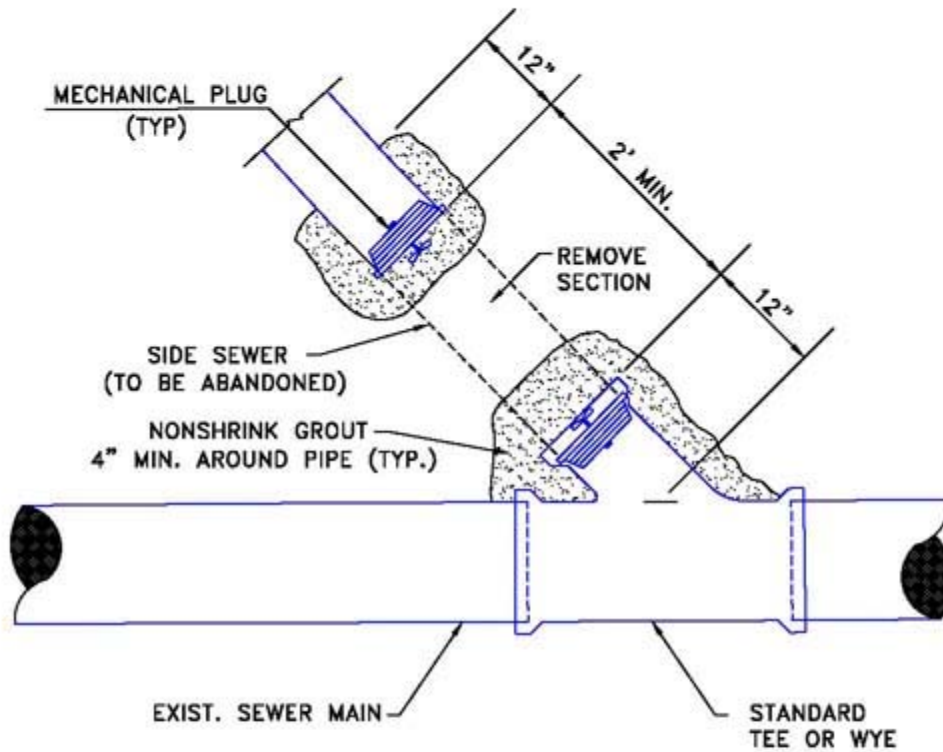 12"
MECHANICAL PLUG
(TYP)
2' MIN.
REMOVE
SECTION
12"
SIDE SEWER
(TO BE ABANDONED)
NONSHRINK GROUT
4" MIN. AROUND PIPE (TYP.)
EXIST. SEWER MAIN
STANDARD
TEE OR WYE